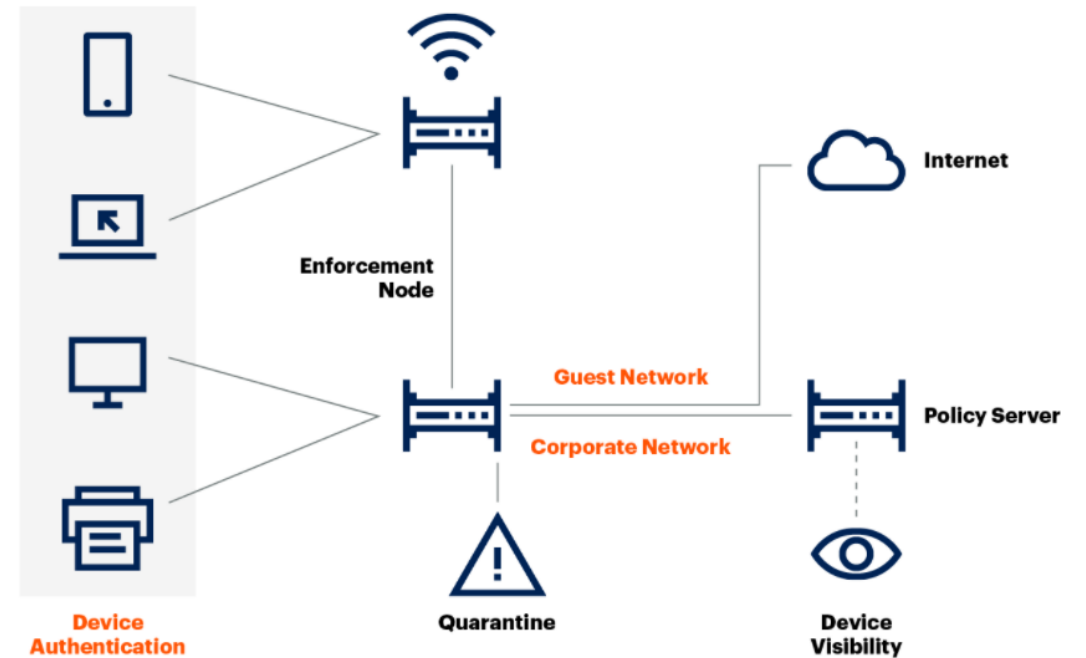 Internet
Enforcement
Node
Guest Network
Policy Server
Corporate Network
Device
Authentication
Quarantine
Device
Visibility